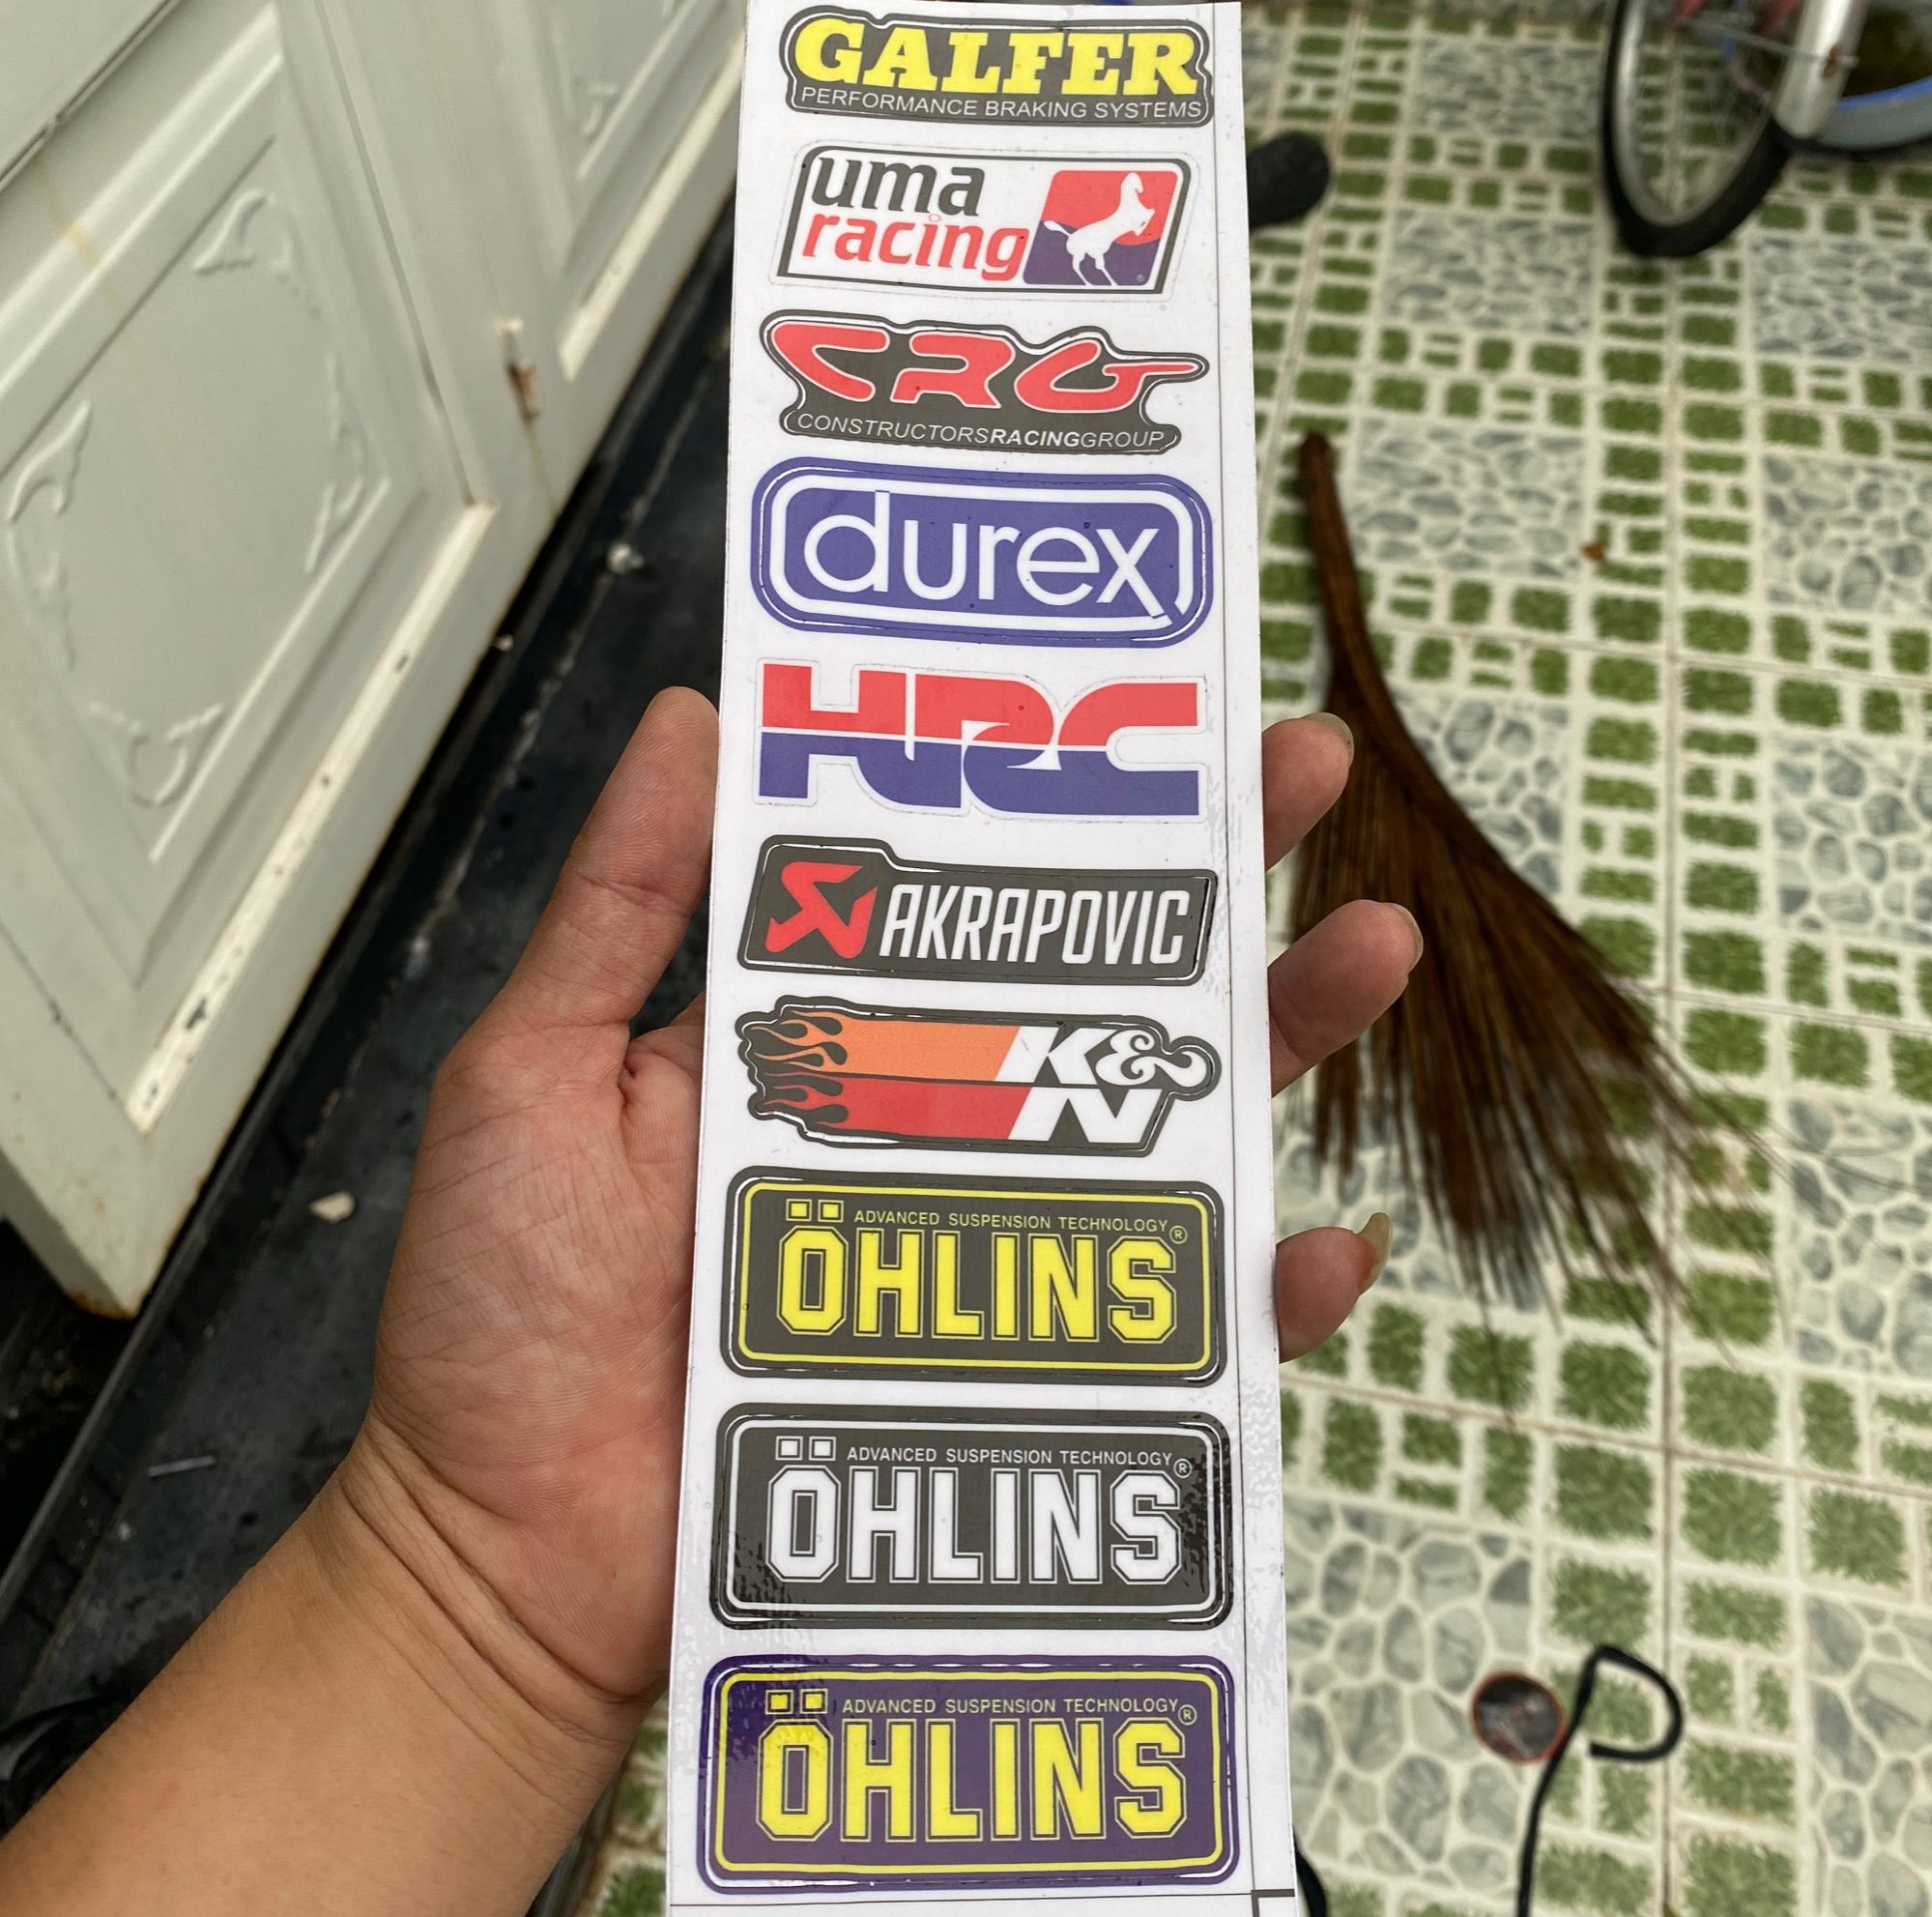 GALFER
PERFORMANCE BRAKING SYSTEMS
uma
racing
CRG
CONSTRUCTORSRACINGGROUP
durex
HRC
AKRAPOVIC
K&
N
ADVANCED SUSPENSION TECHNOLOGY®
ÖHLINS
ADVANCED SUSPENSION TECHNOLOGY®
ÖHLINS
ADVANCED SUSPENSION TECHNOLOGY®
ÖHLINS